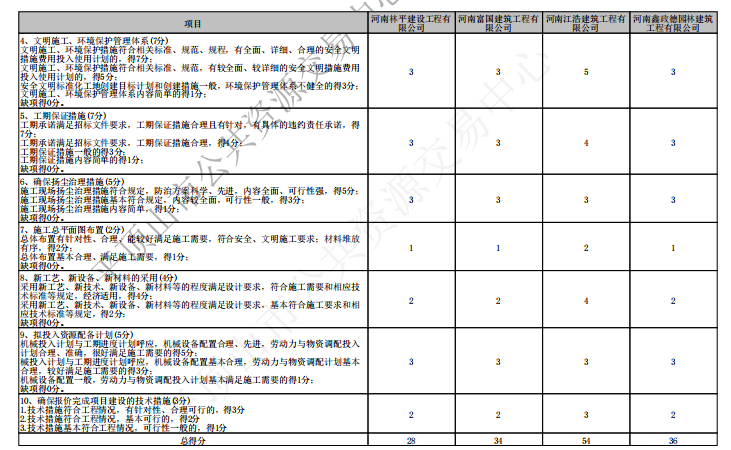 项目
河南林平建设工程有限公司
河南富国建筑工程有限公司
河南江浩建筑工程有限公司
河南鑫政德园林建筑工程有限公司
4、文明施工、环境保护管理体系(7分)
文明施工、环境保护措施符合相关标准、规范、规程，有全面、详细、合理的安全文明
措施费用投入使用计划的，得7分；
文明施工、环境保护措施符合相关标准、规范，有较全面、较详细的安全文明措施费用
投入使用计划的，得5分；
安全文明标准化工地创建目标计划和创建措施一般，环境保护管理体系不健全的得3分；
文明施工、环境保护管理体系内容简单的得1分；
缺项得0分。
3 3 5 3
5、工期保证措施(7分)
工期承诺满足招标文件要求，工期保证措施合理且有针对，有具体的违约责任承诺，得
7分；
工期承诺满足招标文件要求，工期保证措施合理，得4分；
工期保证措施一般的得3分；
工期保证措施内容简单的得1分；
缺项得0分。
3 3 4 3
6、确保扬尘治理措施(5分)
施工现场扬尘治理措施符合规定，防治方案科学、先进，内容全面、可行性强，得5分；
施工现场扬尘治理措施基本符合规定，内容较全面，可行性一般，得3分；
施工现场扬尘治理措施内容简单，得1分；
缺项得0分。
3 3 3 3
7、施工总平面图布置(2分)
总体布置有针对性、合理，能较好满足施工需要，符合安全、文明施工要求；材料堆放
有序，得2分；
总体布置基本合理、满足施工需要，得1分；
缺项得0分。
1 1 2 1
8、新工艺、新设备、新材料的采用(4分)
采用新工艺、新技术、新设备、新材料等的程度满足设计要求，符合施工需要和相应技
术标准等规定，经济适用，得4分；
采用新工艺、新技术、新设备、新材料等的程度满足设计要求，基本符合施工要求和相
应技术标准等规定，得2分；
缺项得0分。
2 2 4 2
9、拟投入资源配备计划(5分)
机械投入计划与工期进度计划呼应，机械设备配置合理、先进，劳动力与物资调配投入
计划合理、准确，很好满足施工需要的得5分；
械投入计划与工期进度计划呼应，机械设备配置基本合理，劳动力与物资调配计划基本
合理，较好满足施工需要的得3分；
机械设备配置一般，劳动力与物资调配投入计划基本满足施工需要的得1分；
缺项得0分。
3 3 3 3
10、确保报价完成项目建设的技术措施(3分)
1.技术措施符合工程情况，有针对性、合理可行的，得3分
2.技术措施符合工程情况，基本可行的，得2分
3.技术措施基本符合工程情况，可行性一般的，得1分
2 2 3 2
总得分 28 34 54 36
平顶山市公共资源交易中心